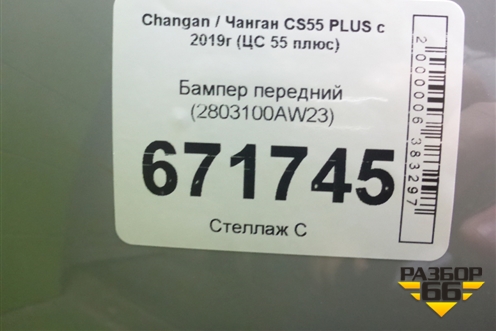 Changan / Чанган CS55 PLUS с
2019г (ЦС 55 плюс)
Бампер передний
(2803100AW23)
671745
Стеллаж С
2000006383297
РАЗБОР
66